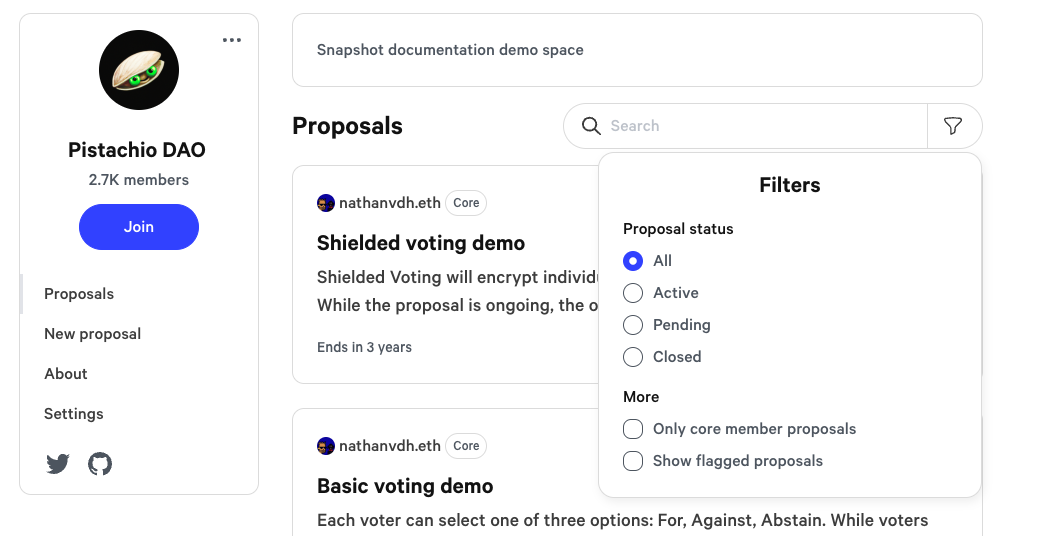 Pistachio DAO
2.7K members
Join
Proposals
New proposal
About
Settings
Snapshot documentation demo space
Proposals
Search
nathanvdh.eth Core
Shielded voting demo
Shielded Voting will encrypt
While the proposal is ongoing, the
Ends in 3 years
nathanvdh.eth Core
Basic voting demo
Each voter can select one of three options: For, Against, Abstain. While voters
Filters
Proposal status
All
Active
Pending
Closed
More
Only core member proposals
Show flagged proposals